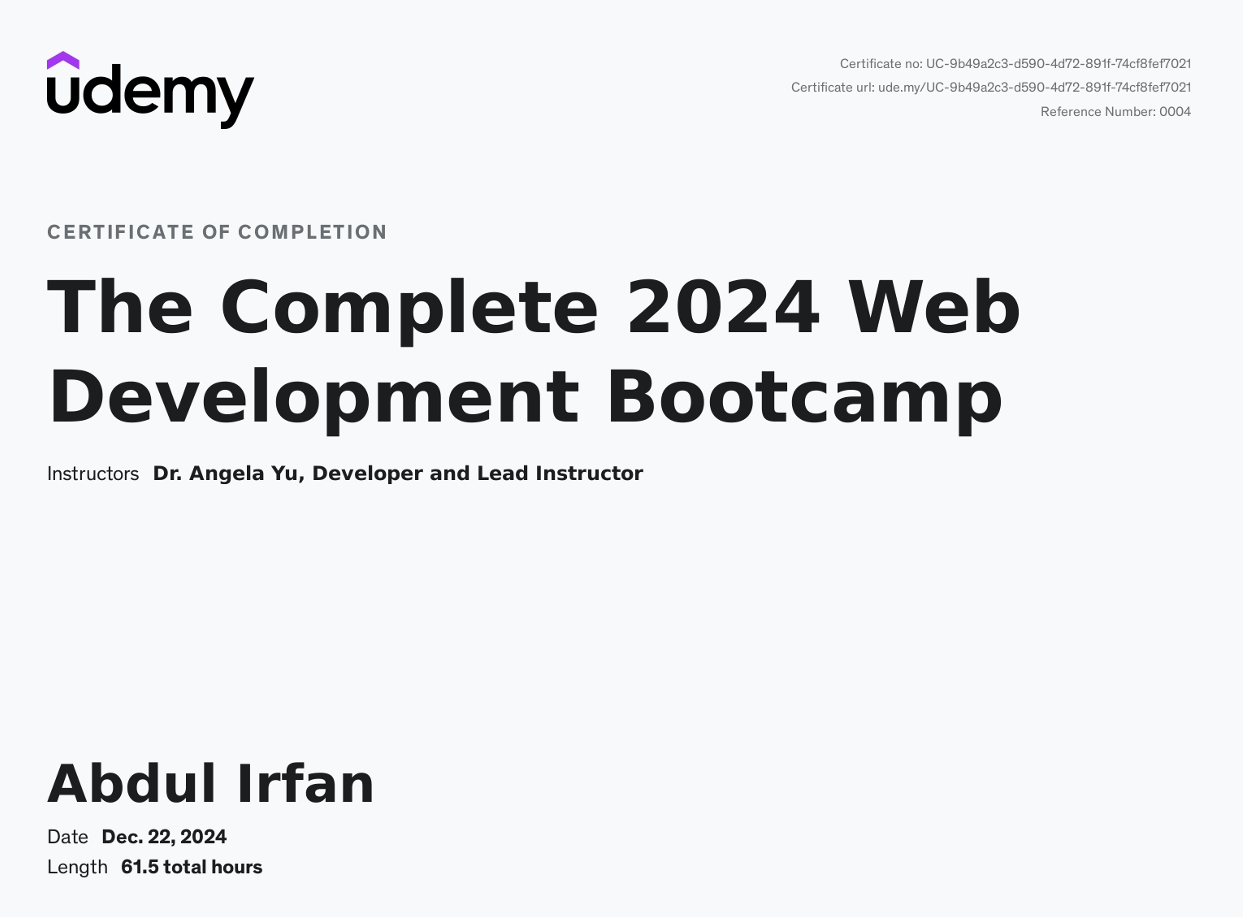 udemy
Certificate no: UC-9b49a2c3-d590-4d72-891f-74cf8fef7021
Certificate url: ude.my/UC-9b49a2c3-d590-4d72-891f-74cf8fef7021
Reference Number: 0004
CERTIFICATE OF COMPLETION
The Complete 2024 Web
Development Bootcamp
Instructors Dr. Angela Yu, Developer and Lead Instructor
Abdul Irfan
Date Dec. 22, 2024
Length 61.5 total hours